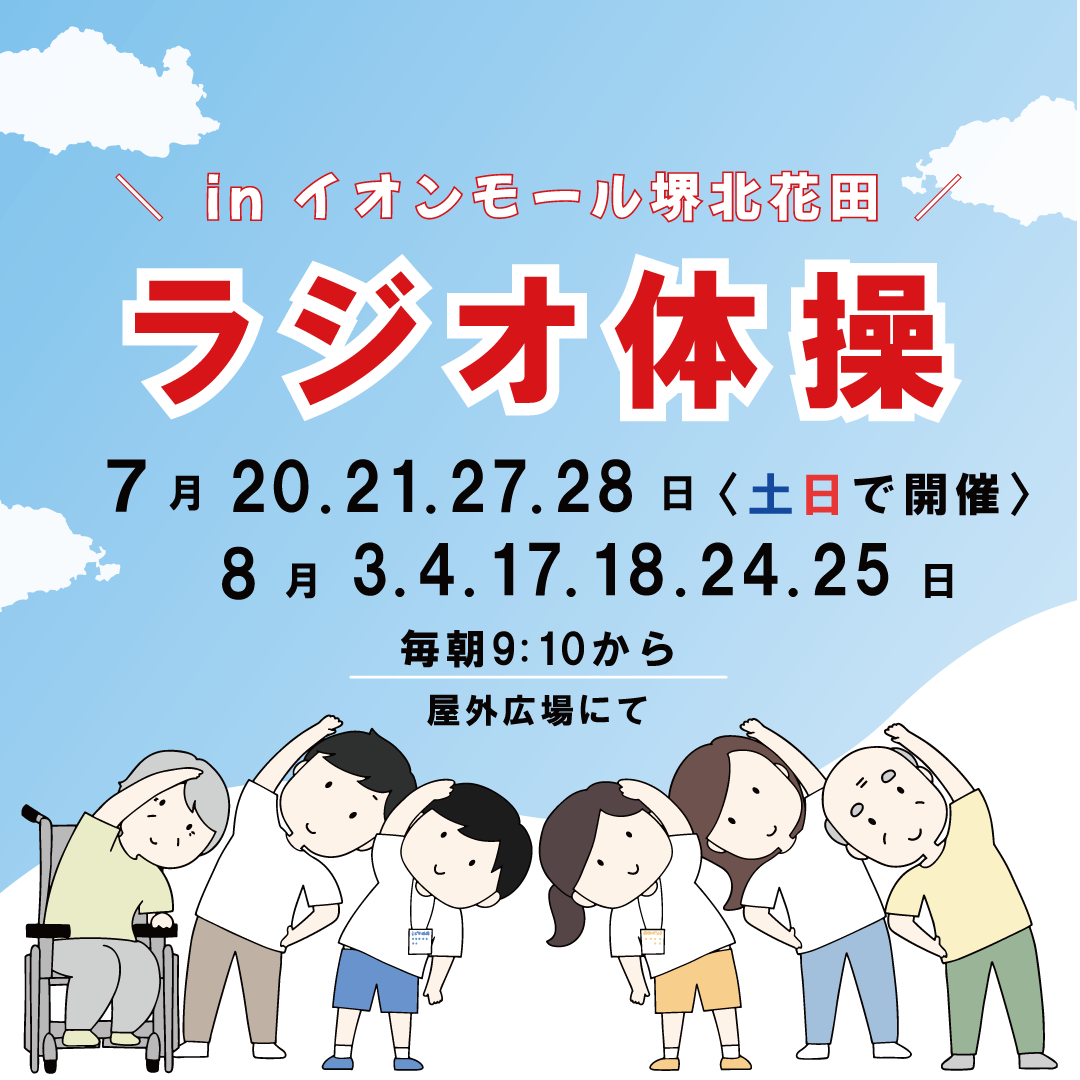 ＼ in イオンモール堺北花田 ／
ラジオ体操
7月20.21.27.28日〈土日で開催〉
8月3.4.17.18.24.25日
毎朝9:10から
屋外広場にて